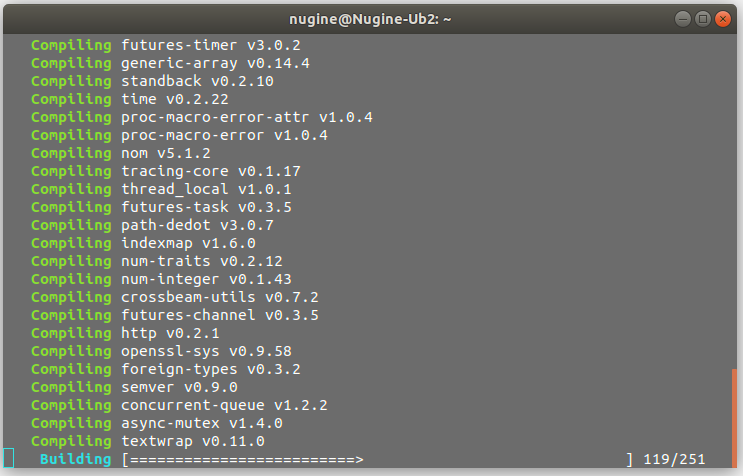 nugine@Nugine-Ub2: ~
Compiling futures-timer v3.0.2
Compiling generic-array v0.14.4
Compiling standback v0.2.10
Compiling time v0.2.22
Compiling proc-macro-error-attr v1.0.4
Compiling proc-macro-error v1.0.4
Compiling nom v5.1.2
Compiling tracing-core v0.1.17
Compiling thread_local v1.0.1
Compiling futures-task v0.3.5
Compiling path-dedot v3.0.7
Compiling indexmap v1.6.0
Compiling num-traits v0.2.12
Compiling num-integer v0.1.43
Compiling crossbeam-utils v0.7.2
Compiling futures-channel v0.3.5
Compiling http v0.2.1
Compiling openssl-sys v0.9.58
Compiling foreign-types v0.3.2
Compiling semver v0.9.0
Compiling concurrent-queue v1.2.2
Compiling async-mutex v1.4.0
Compiling textwrap v0.11.0
Building [=========================>                             ] 119/251